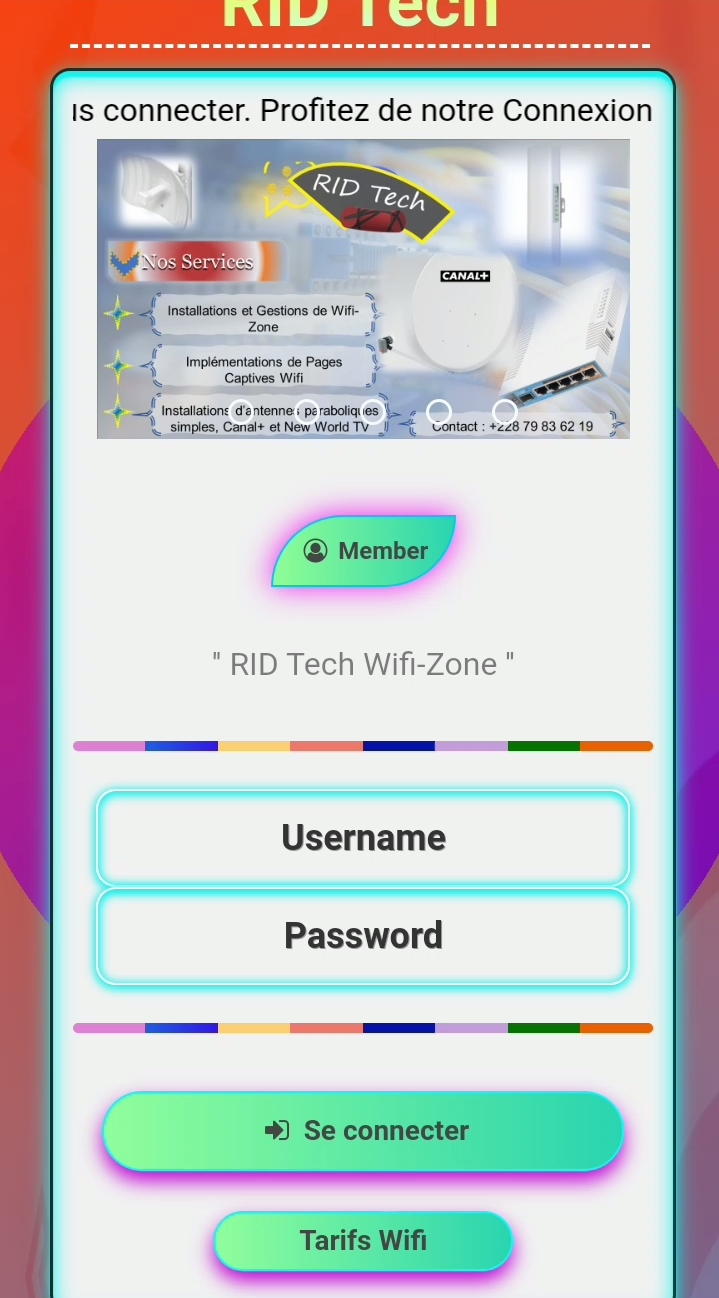 RID Tech
us connecter. Profitez de notre Connexion
RID Tech
Nos Services
CANAL+
Installations et Gestions de Wifi-
Zone
Implémentations de Pages
Captives Wifi
Installations d'antennes paraboliques
simples, Canal+ et New World TV
Contact : +228 79 83 62 19
Member
" RID Tech Wifi-Zone "
Username
Password
Se connecter
Tarifs Wifi